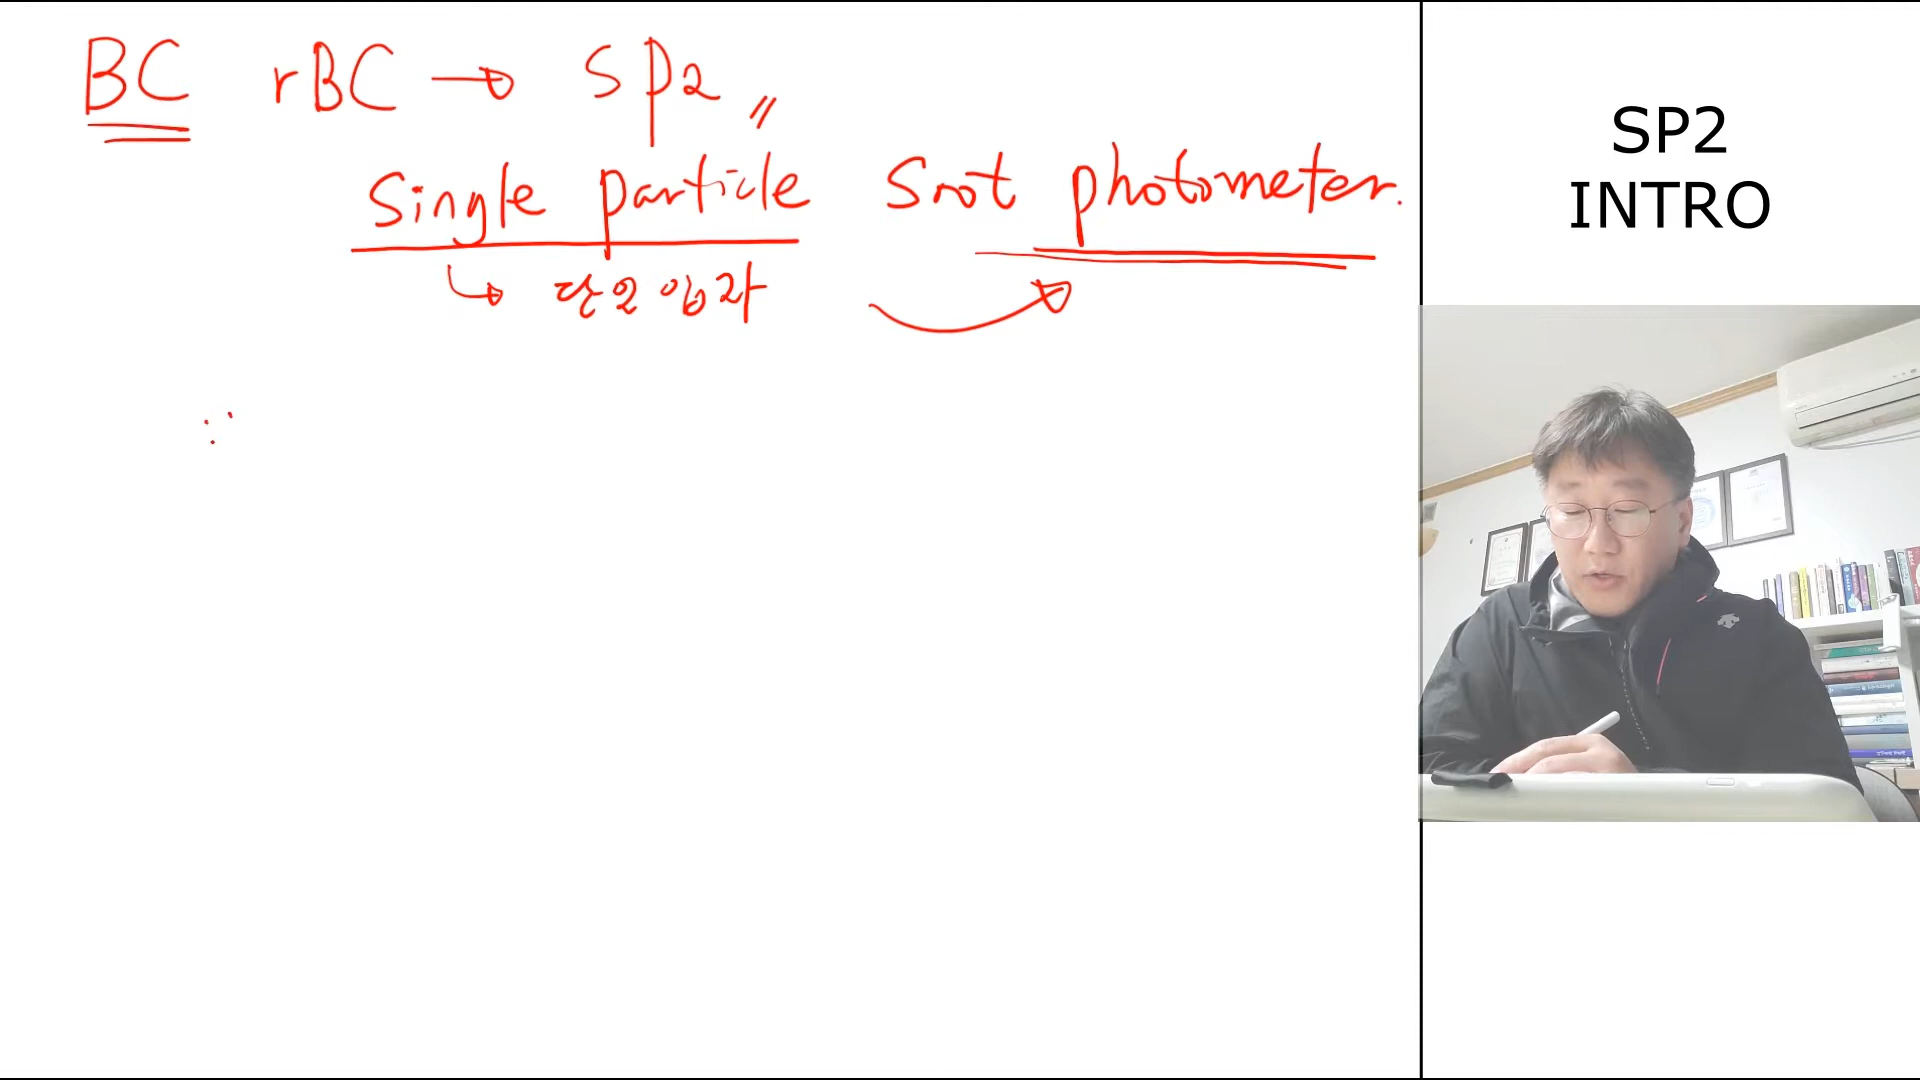 BC rBC → SP2 〃
Single particle Soot photometer.
↳ 단일입자
SP2
INTRO